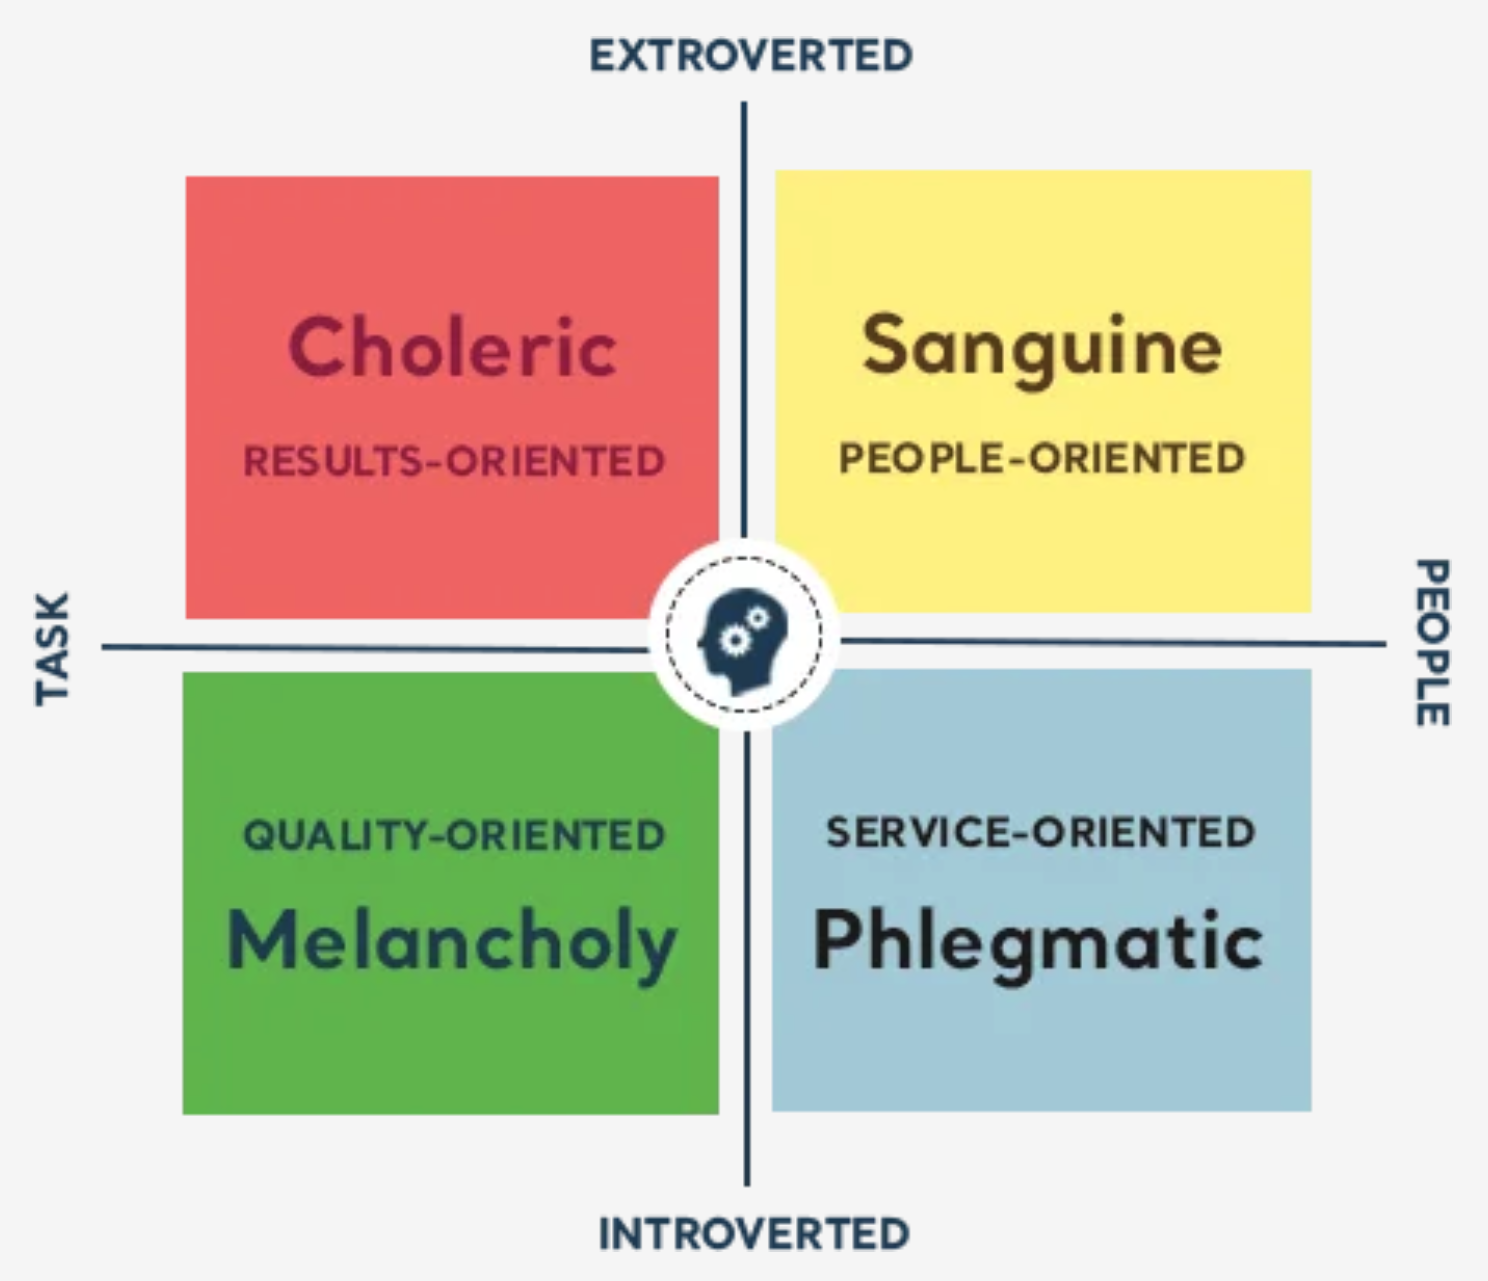 EXTROVERTED
Choleric
RESULTS-ORIENTED
Sanguine
PEOPLE-ORIENTED
TASK
PEOPLE
QUALITY-ORIENTED
Melancholy
SERVICE-ORIENTED
Phlegmatic
INTROVERTED